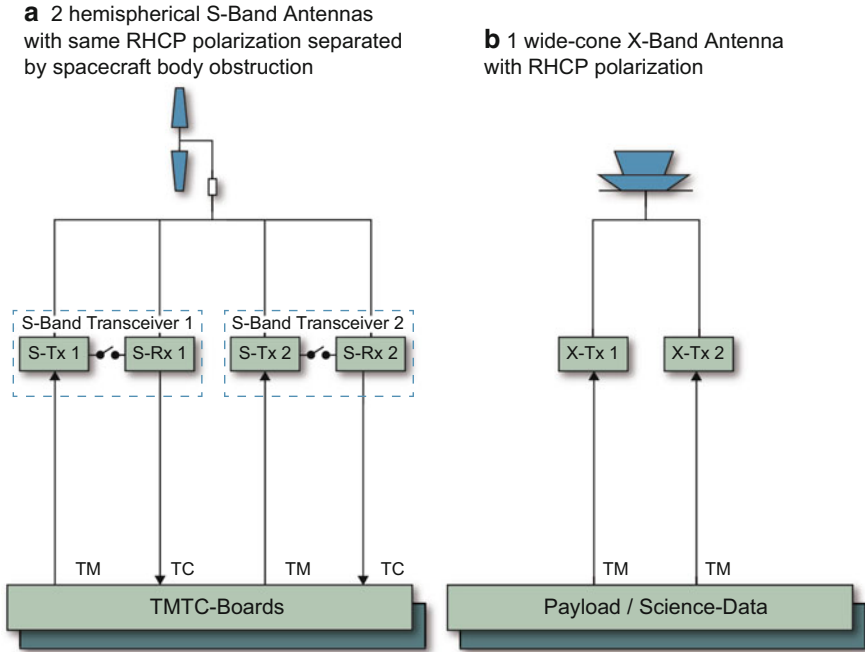 a 2 hemispherical S-Band Antennas
with same RHCP polarization separated
by spacecraft body obstruction
b 1 wide-cone X-Band Antenna
with RHCP polarization
S-Band Transceiver 1
S-Band Transceiver 2
S-Tx 1
S-Rx 1
S-Tx 2
S-Rx 2
X-Tx 1
X-Tx 2
TM
TC
TM
TC
TM
TM
TMTC-Boards
Payload / Science-Data